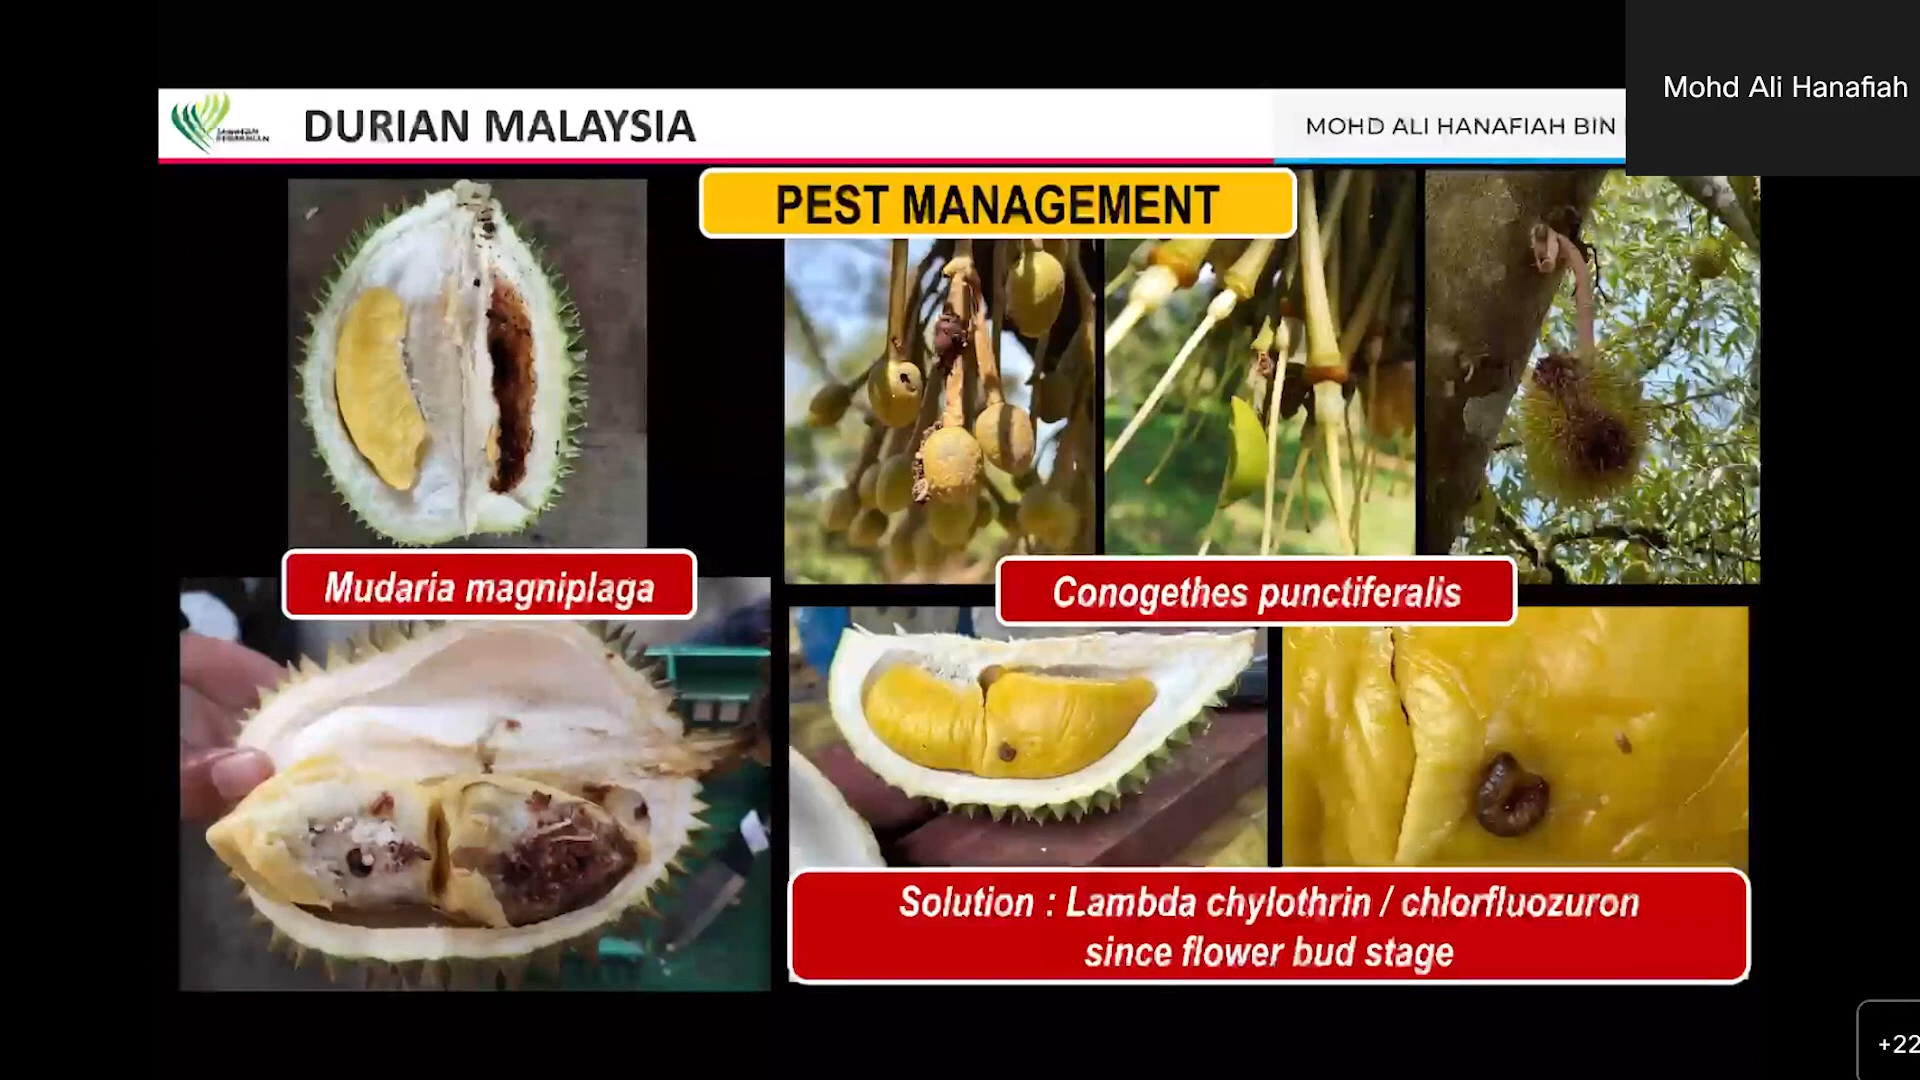 Mohd Ali Hanafiah
DURIAN MALAYSIA
MOHD ALI HANAFIAH BIN
PEST MANAGEMENT
Mudaria magniplaga
Conogethes punctiferalis
Solution : Lambda chylothrin / chlorfluozuron
since flower bud stage
+22